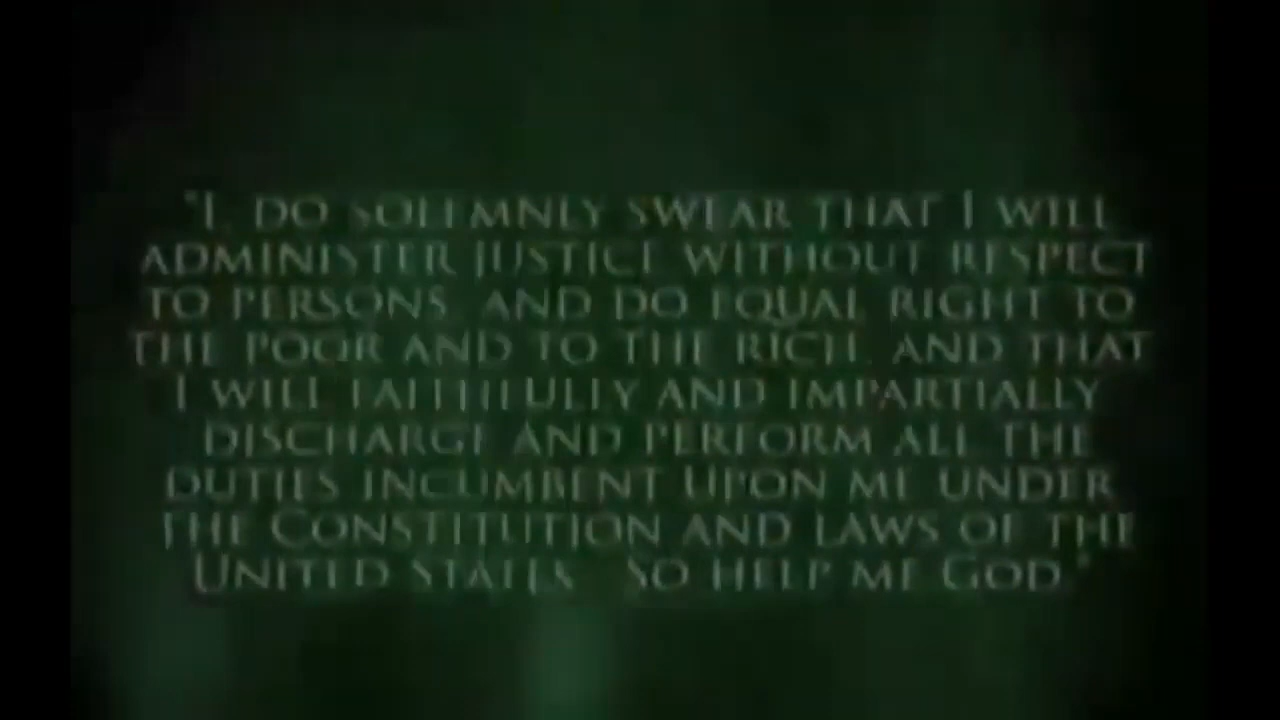 "I, DO SOLEMNLY SWEAR THAT I WILL
ADMINISTER JUSTICE WITHOUT RESPECT
TO PERSONS, AND DO EQUAL RIGHT TO
THE POOR AND TO THE RICH, AND THAT
I WILL FAITHFULLY AND IMPARTIALLY
DISCHARGE AND PERFORM ALL THE
DUTIES INCUMBENT UPON ME UNDER
THE CONSTITUTION AND LAWS OF THE
UNITED STATES. SO HELP ME GOD."